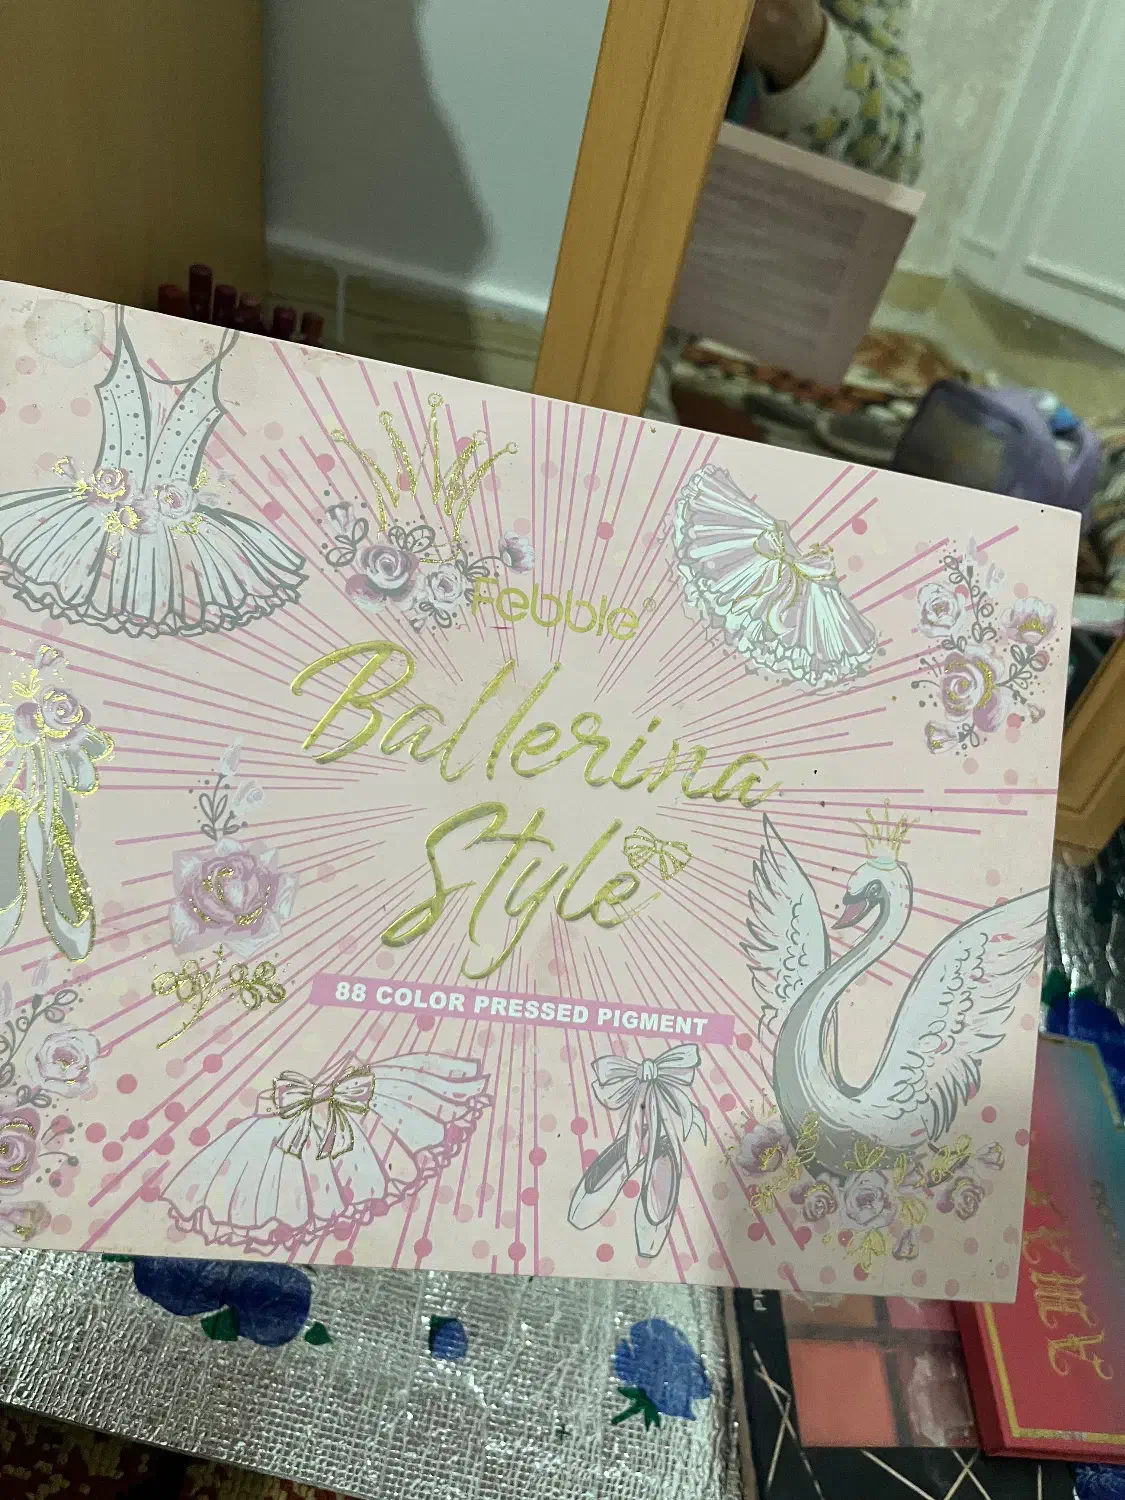 Febble®
Ballerina
Style
88 COLOR PRESSED PIGMENT